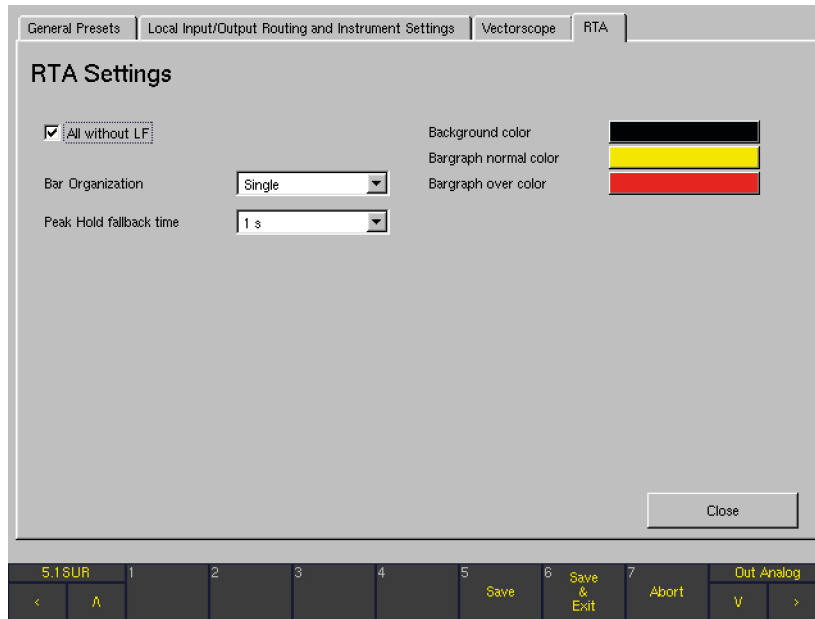 General Presets
Local Input/Output Routing and Instrument Settings
Vectorscope
RTA
RTA Settings
All without LF
Background color
Bargraph normal color
Bar Organization
Single
Bargraph over color
Peak Hold fallback time
1 s
Close
5.1SUR
1
2
3
4
5
Save
6
Save
&
Exit
7
Abort
Out Analog
<
Λ
V
>